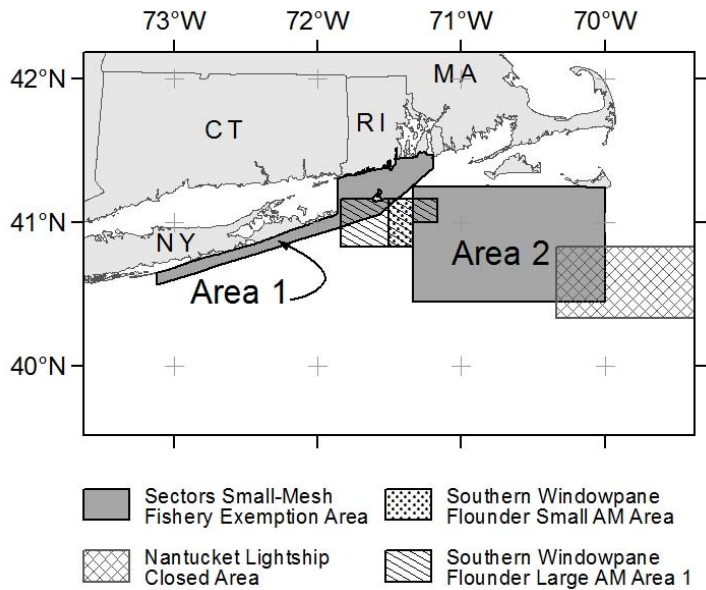 73°W 72°W 71°W 70°W
42°N
MA
CT
RI
41°N
NY
Area 2
Area 1
40°N
Sectors Small-Mesh
Fishery Exemption Area
Southern Windowpane
Flounder Small AM Area
Nantucket Lightship
Closed Area
Southern Windowpane
Flounder Large AM Area 1